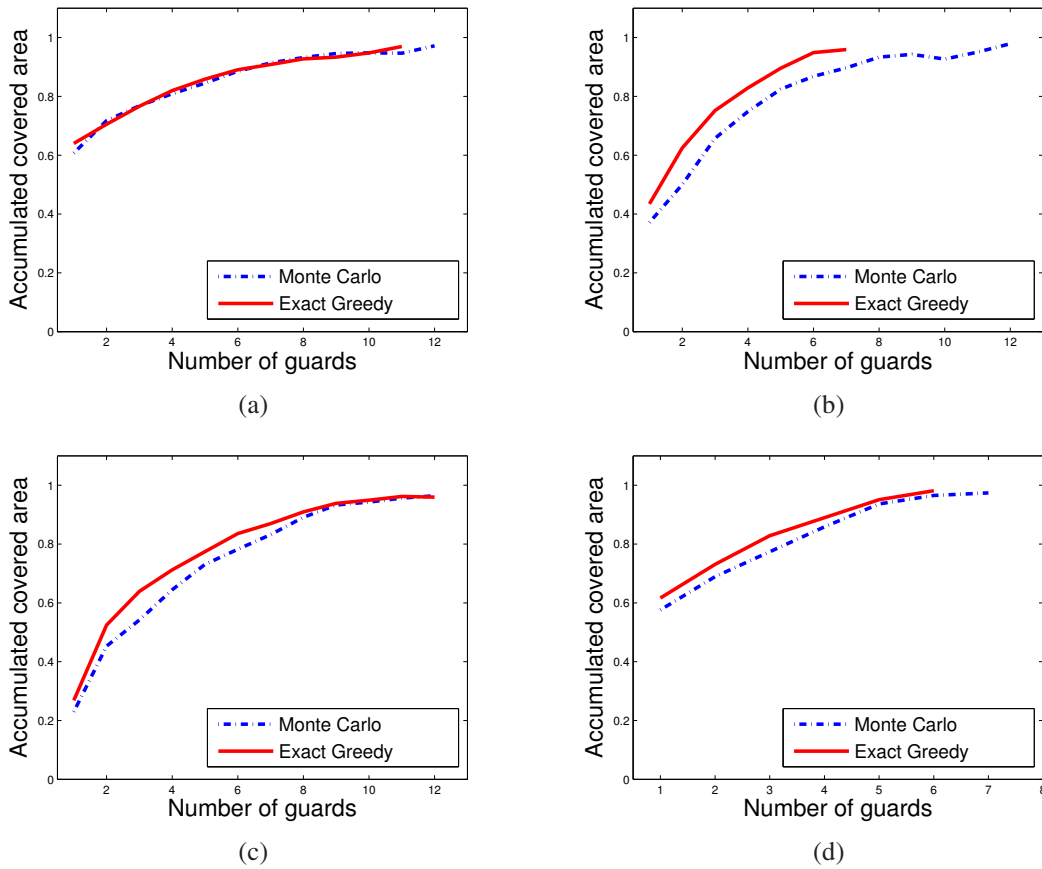 1
0.8
0.6
0.4
0.2
0
Accumulated covered area
Monte Carlo
Exact Greedy
2 4 6 8 10 12
Number of guards
(a)
1
0.8
0.6
0.4
0.2
0
Accumulated covered area
Monte Carlo
Exact Greedy
2 4 6 8 10 12
Number of guards
(b)
1
0.8
0.6
0.4
0.2
0
Accumulated covered area
Monte Carlo
Exact Greedy
2 4 6 8 10 12
Number of guards
(c)
1
0.8
0.6
0.4
0.2
0
Accumulated covered area
Monte Carlo
Exact Greedy
1 2 3 4 5 6 7 8
Number of guards
(d)